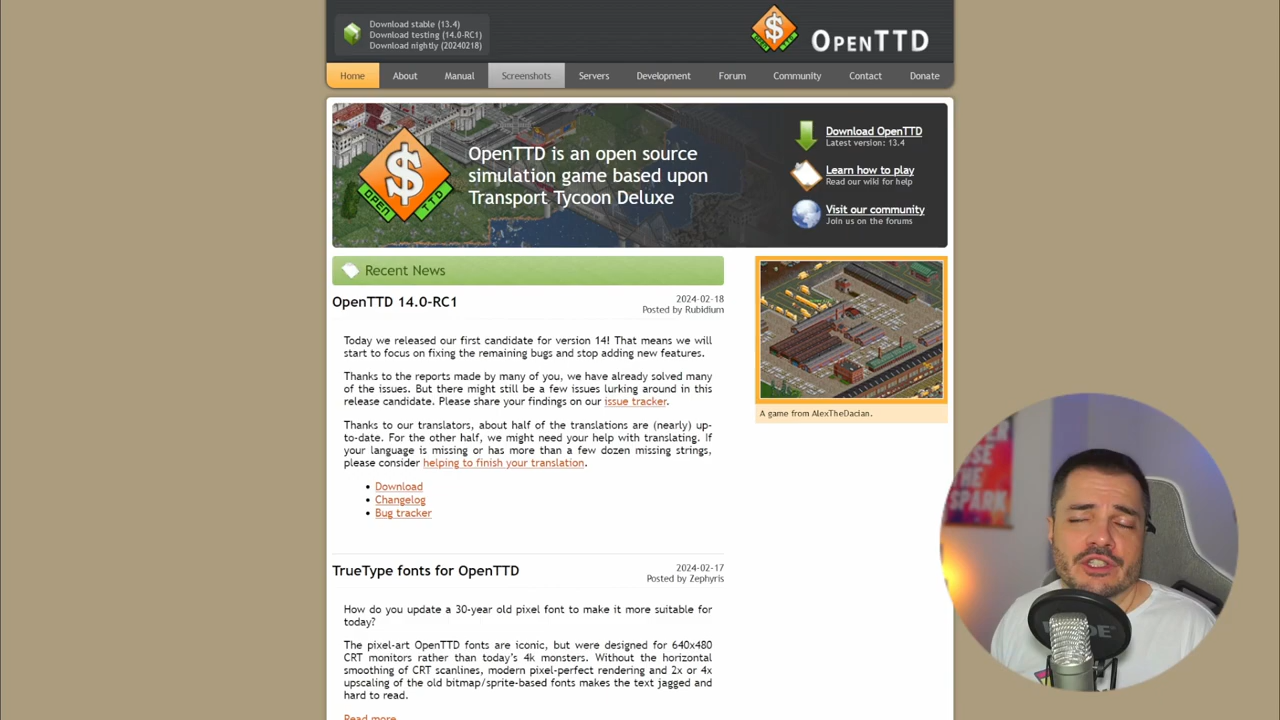 Download stable (13.4)
Download testing (14.0-RC1)
Download nightly (20240218)
OPENTTD
Home About Manual Screenshots Servers Development Forum Community Contact Donate
OPEN TTD
OpenTTD is an open source
simulation game based upon
Transport Tycoon Deluxe
Download OpenTTD
Latest version: 13.4
Learn how to play
Read our wiki for help
Visit our community
Join us on the forums
Recent News
OpenTTD 14.0-RC1
2024-02-18
Posted by Rubidium
Today we released our first candidate for version 14! That means we will
start to focus on fixing the remaining bugs and stop adding new features.
Thanks to the reports made by many of you, we have already solved many
of the issues. But there might still be a few issues lurking around in this
release candidate. Please share your findings on our issue tracker.
Thanks to our translators, about half of the translations are (nearly) up-
to-date. For the other half, we might need your help with translating. If
your language is missing or has more than a few dozen missing strings,
please consider helping to finish your translation.
• Download
• Changelog
• Bug tracker
A game from AlexTheDacian.
TrueType fonts for OpenTTD
2024-02-17
Posted by Zephyris
How do you update a 30-year old pixel font to make it more suitable for
today?
The pixel-art OpenTTD fonts are iconic, but were designed for 640x480
CRT monitors rather than today's 4k monsters. Without the horizontal
smoothing of CRT scanlines, modern pixel-perfect rendering and 2x or 4x
upscaling of the old bitmap/sprite-based fonts makes the text jagged and
hard to read.
Read more
THE
SPARK